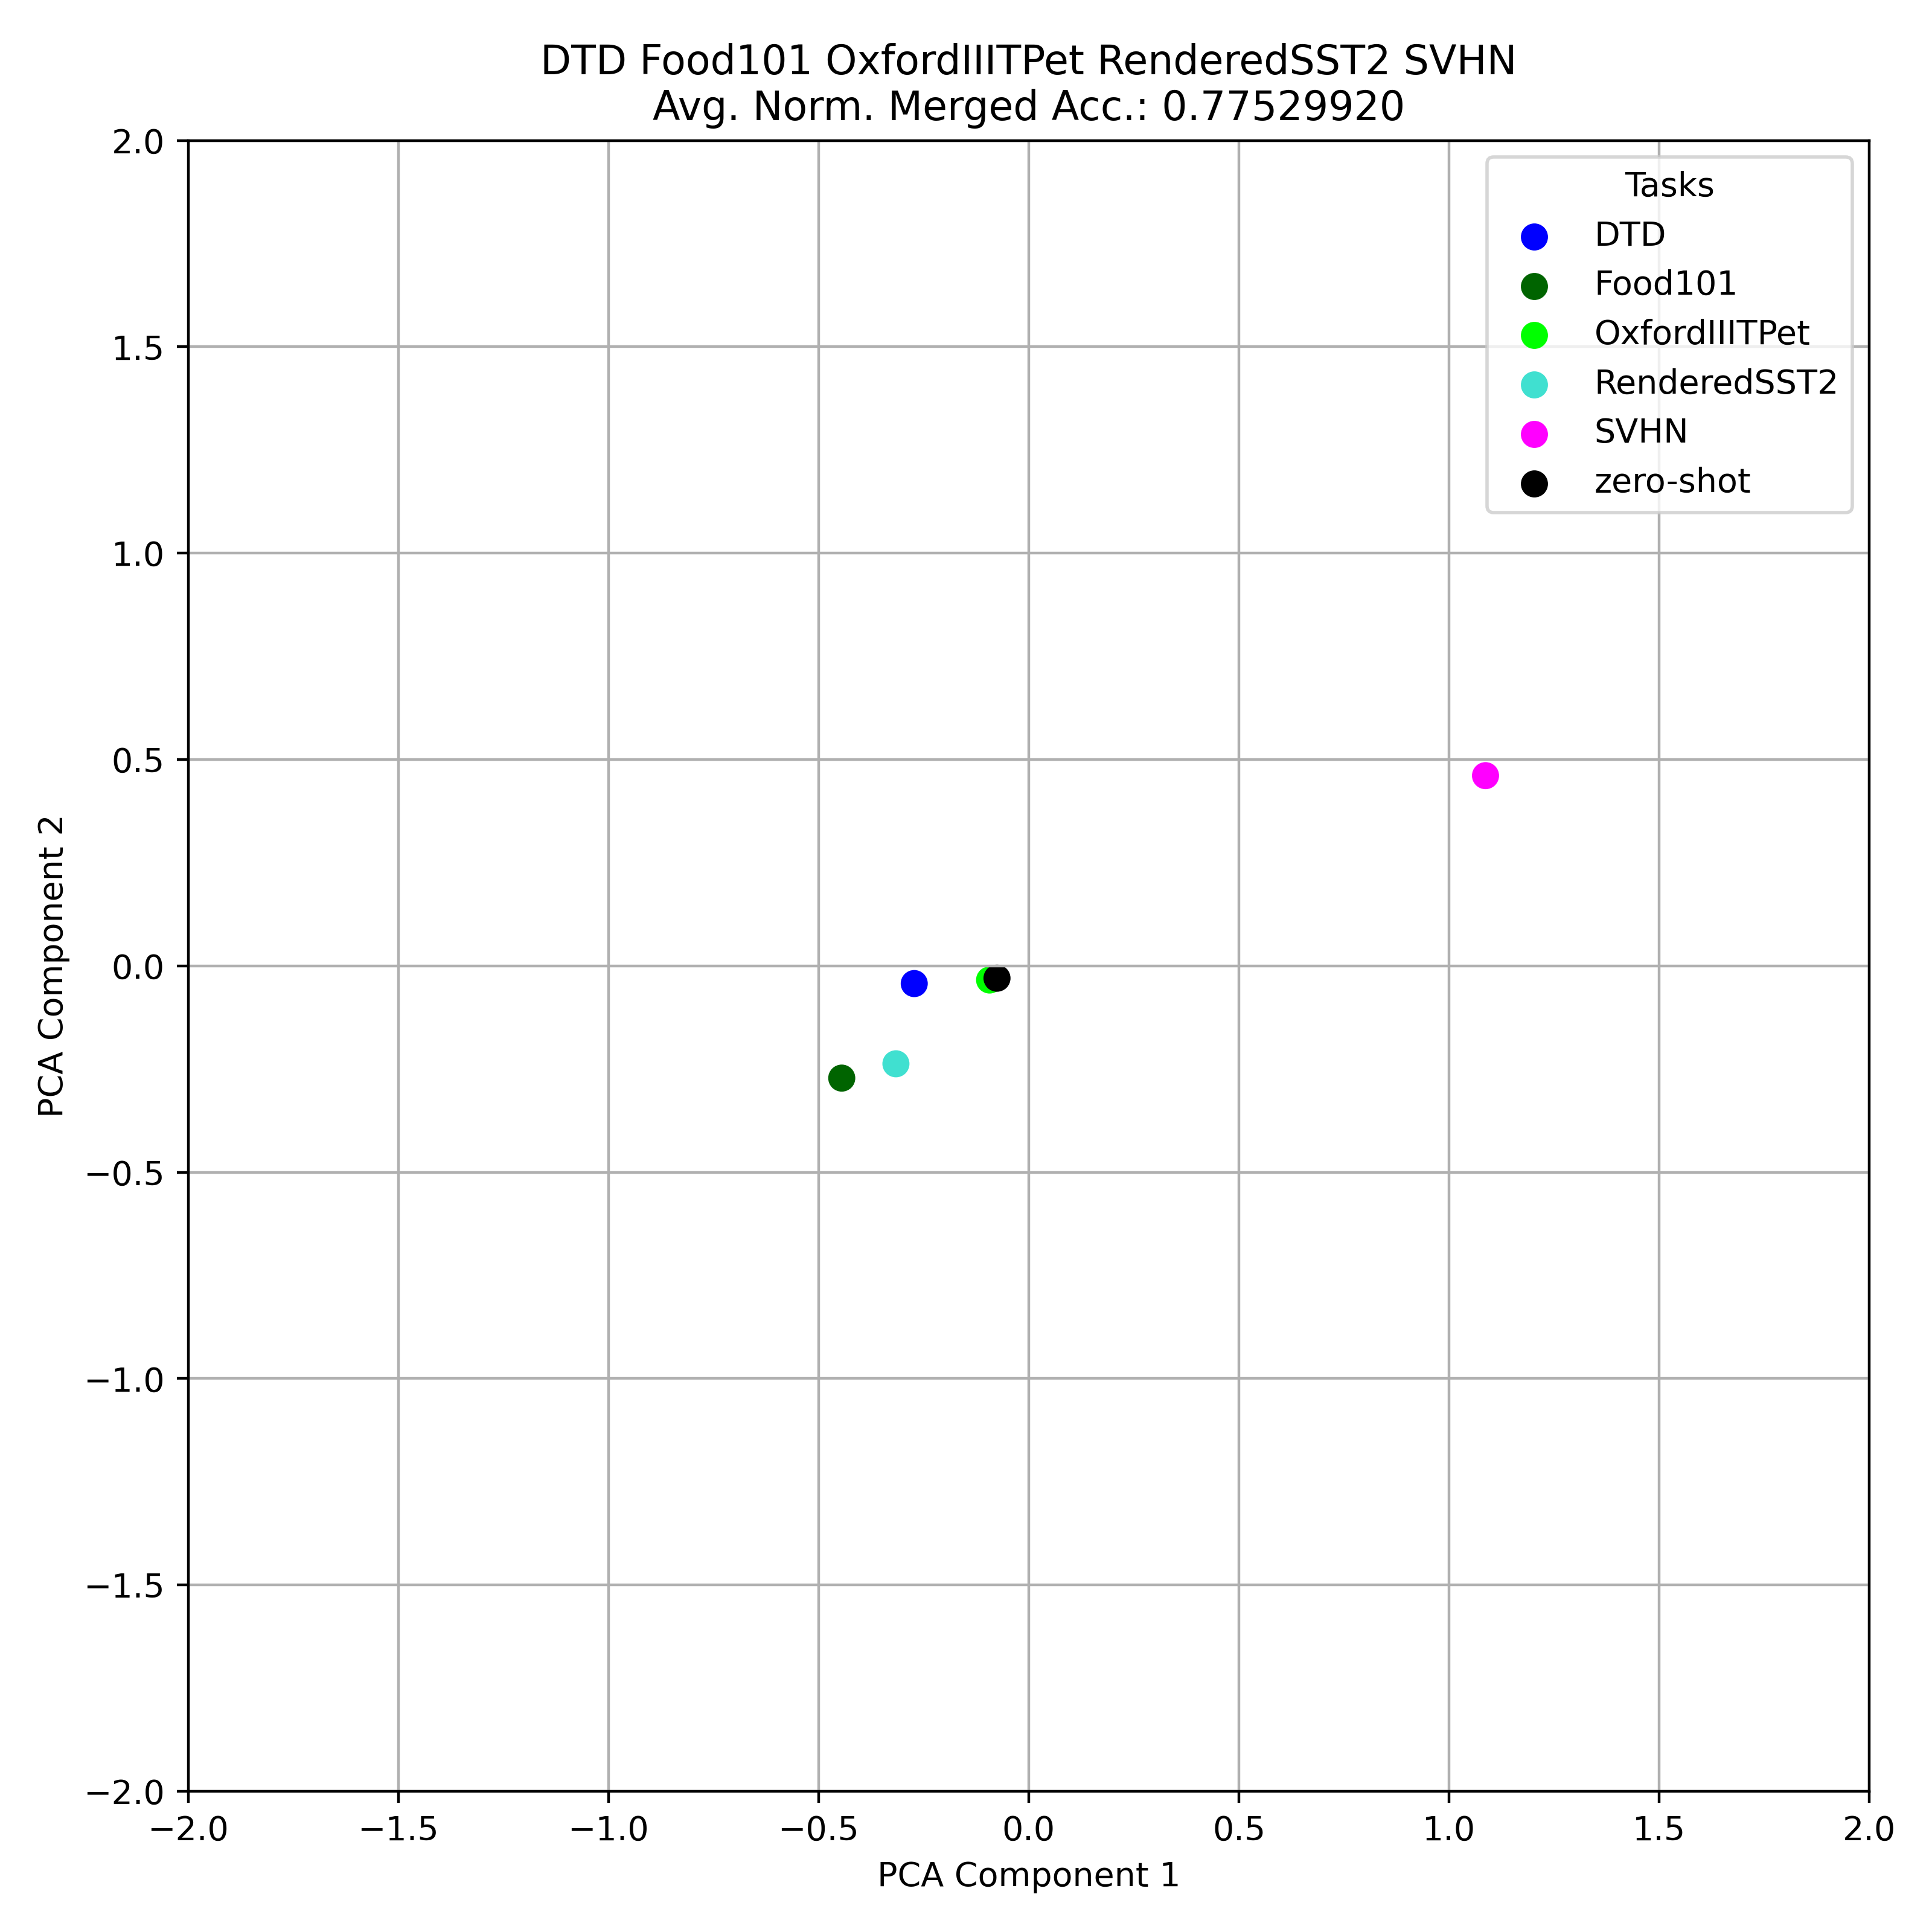 DTD Food101 OxfordIIITPet RenderedSST2 SVHN
Avg. Norm. Merged Acc.: 0.77529920
Tasks
DTD
Food101
OxfordIIITPet
RenderedSST2
SVHN
zero-shot
PCA Component 2
2.0
1.5
1.0
0.5
0.0
−0.5
−1.0
−1.5
−2.0
−2.0 −1.5 −1.0 −0.5 0.0 0.5 1.0 1.5 2.0
PCA Component 1